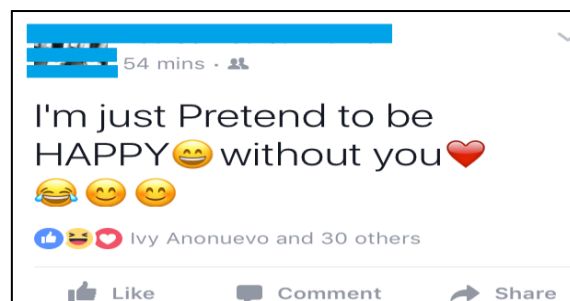 54 mins ·
I'm just Pretend to be
HAPPY😄 without you❤️
😂😊😊
Ivy Anonuevo and 30 others
Like Comment Share